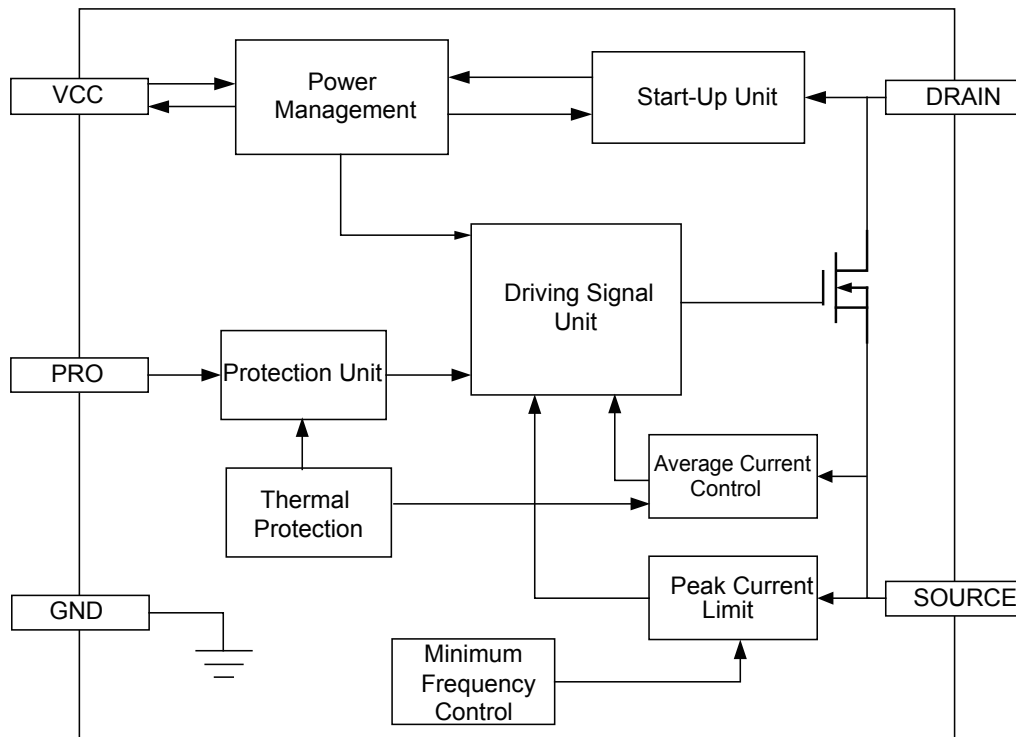 VCC
Power
Management
Start-Up Unit
DRAIN
Driving Signal
Unit
PRO
Protection Unit
Average Current
Control
Thermal
Protection
GND
Peak Current
Limit
SOURCE
Minimum
Frequency
Control